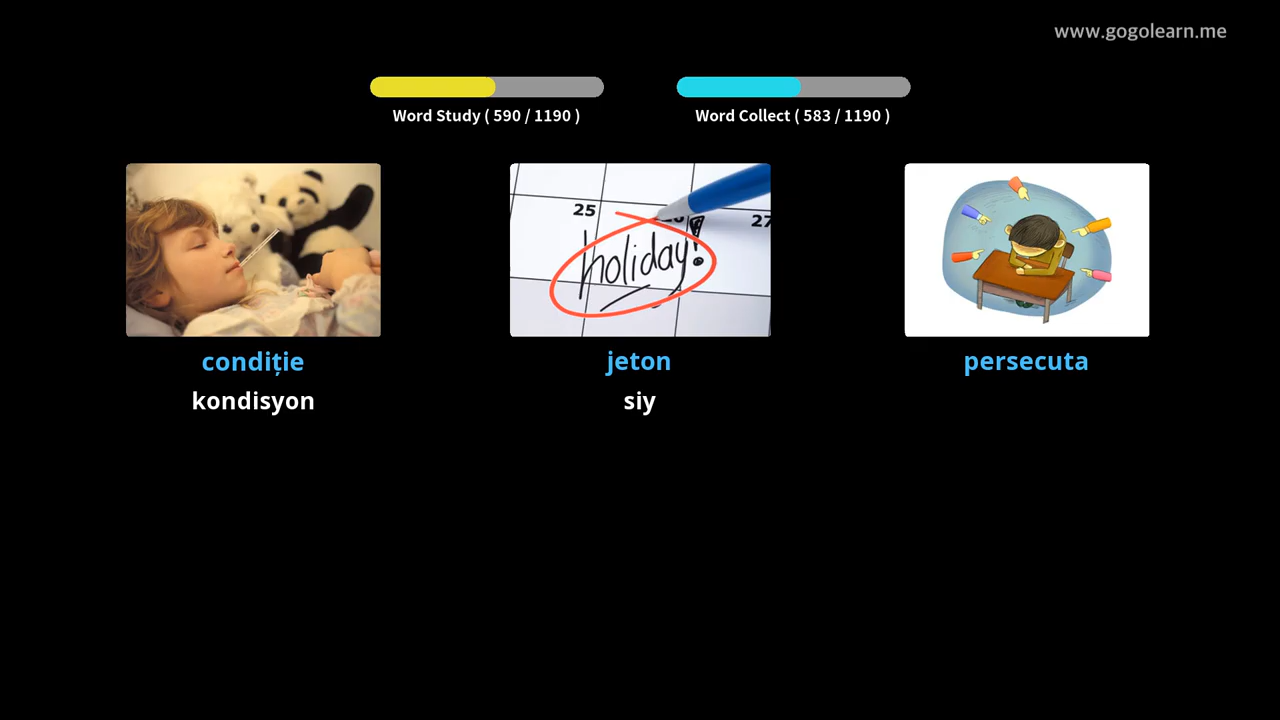 www.gogolearn.me
Word Study ( 590 / 1190 )
Word Collect ( 583 / 1190 )
25
27
holiday!
condiție
jeton
persecuta
kondisyon
siy